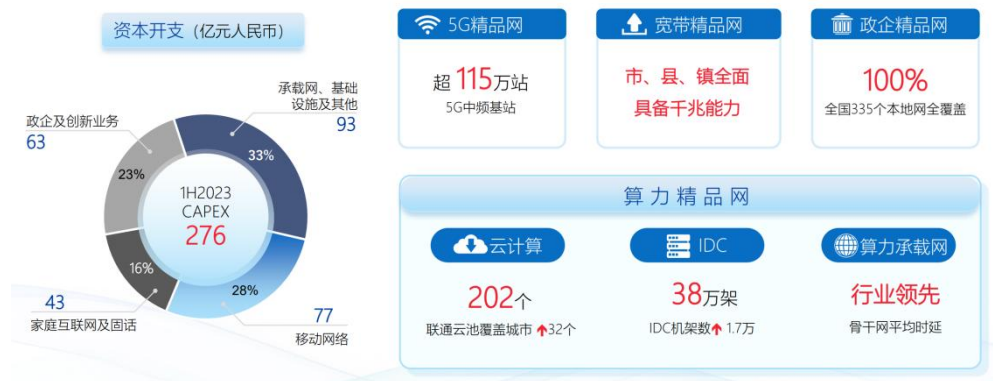 资本开支（亿元人民币）
承载网、基础
设施及其他
93
政企及创新业务
63
33%
23%
1H2023
CAPEX
276
16%
28%
43
家庭互联网及固话
77
移动网络
5G精品网
超 115万站
5G中频基站
宽带精品网
市、县、镇全面
具备千兆能力
政企精品网
100%
全国335个本地网全覆盖
算力精品网
云计算
202个
联通云池覆盖城市 32个
IDC
38万架
IDC机架数 1.7万
算力承载网
行业领先
骨干网平均时延